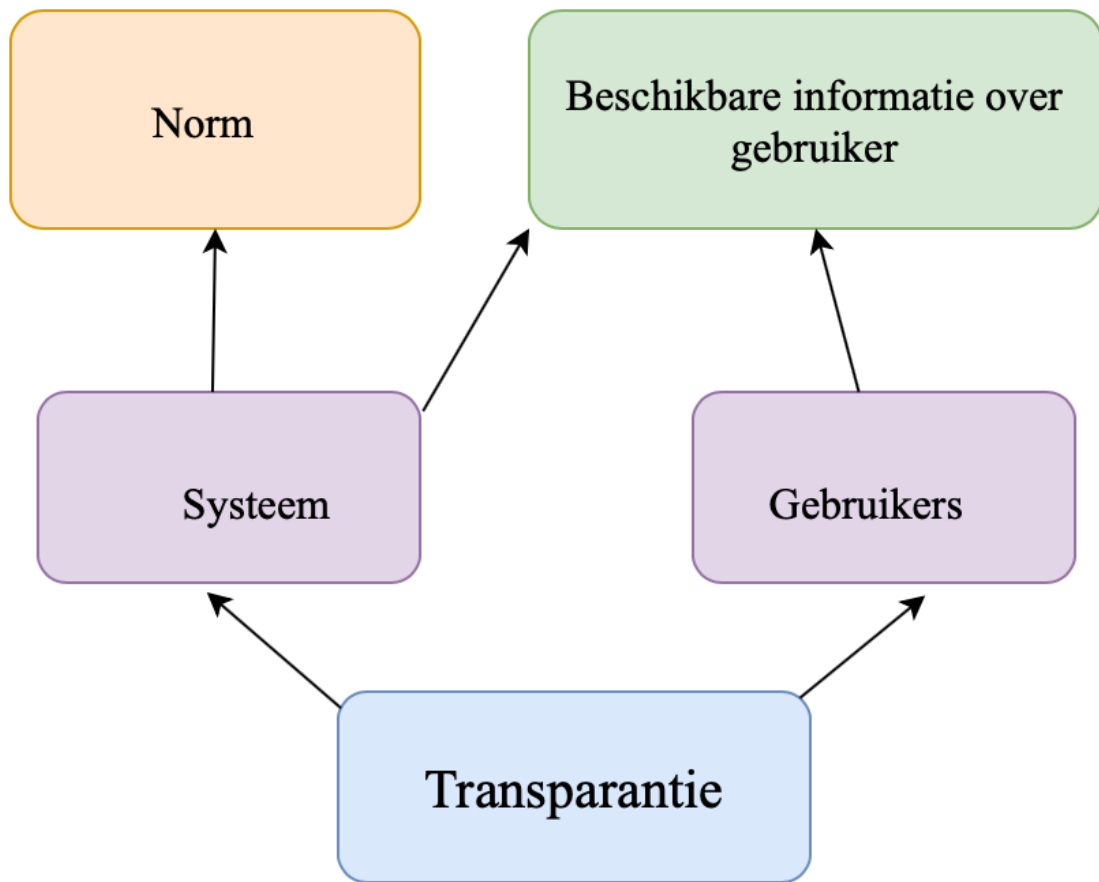 Norm
Beschikbare informatie over
gebruiker
Systeem
Gebruikers
Transparantie